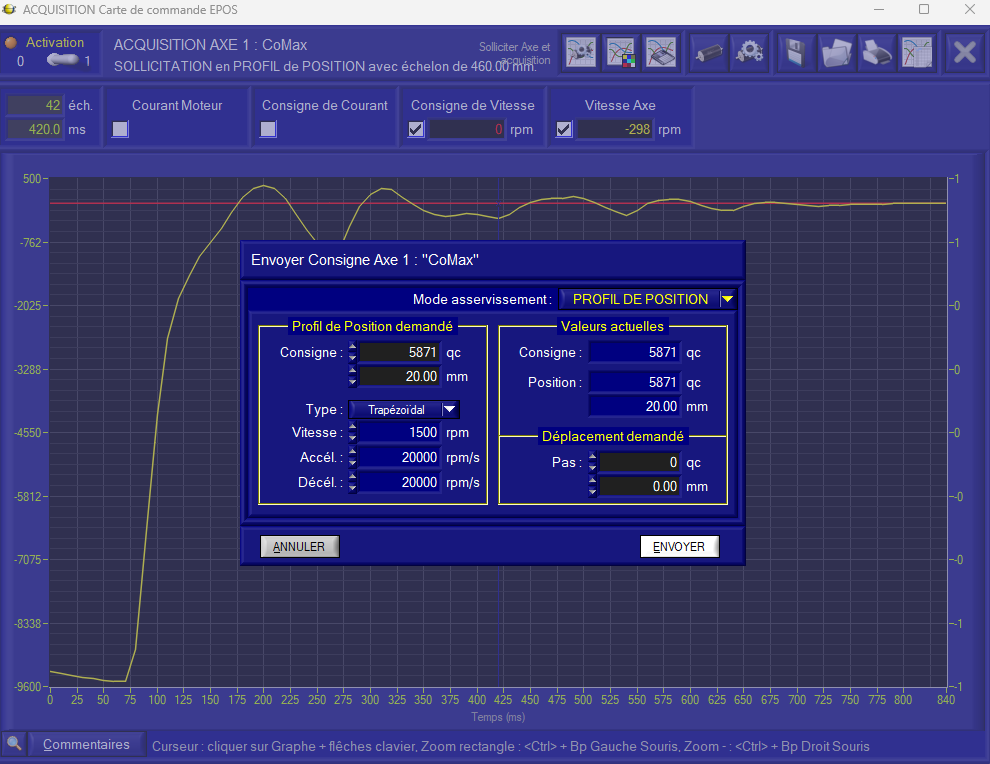 ACQUISITION Carte de commande EPOS
Activation
0 1
ACQUISITION AXE 1 : CoMax
SOLLICITATION en PROFIL de POSITION avec échelon de 460.00 mm.
Solliciter Axe et
acquisition
42 éch.
420.0 ms
Courant Moteur
Consigne de Courant
Consigne de Vitesse
0 rpm
Vitesse Axe
-298 rpm
500
-762
-2025
-3288
-4550
-5812
-7075
-8338
-9600
1
-1
-0
-0
-0
-0
-0
-1
-1
Envoyer Consigne Axe 1 : "CoMax"
Mode asservissement : PROFIL DE POSITION
Profil de Position demandé
Consigne : 5871 qc
20.00 mm
Type : Trapézoïdal
Vitesse : 1500 rpm
Accél. : 20000 rpm/s
Décél. : 20000 rpm/s
Valeurs actuelles
Consigne : 5871 qc
Position : 5871 qc
20.00 mm
Déplacement demandé
Pas : 0 qc
0.00 mm
ANNULER
ENVOYER
0 25 50 75 100 125 150 175 200 225 250 275 300 325 350 375 400 425 450 475 500 525 550 575 600 625 650 675 700 725 750 775 800 840
Temps (ms)
Commentaires
Curseur : cliquer sur Graphe + flêches clavier, Zoom rectangle : <Ctrl> + Bp Gauche Souris, Zoom - : <Ctrl> + Bp Droit Souris